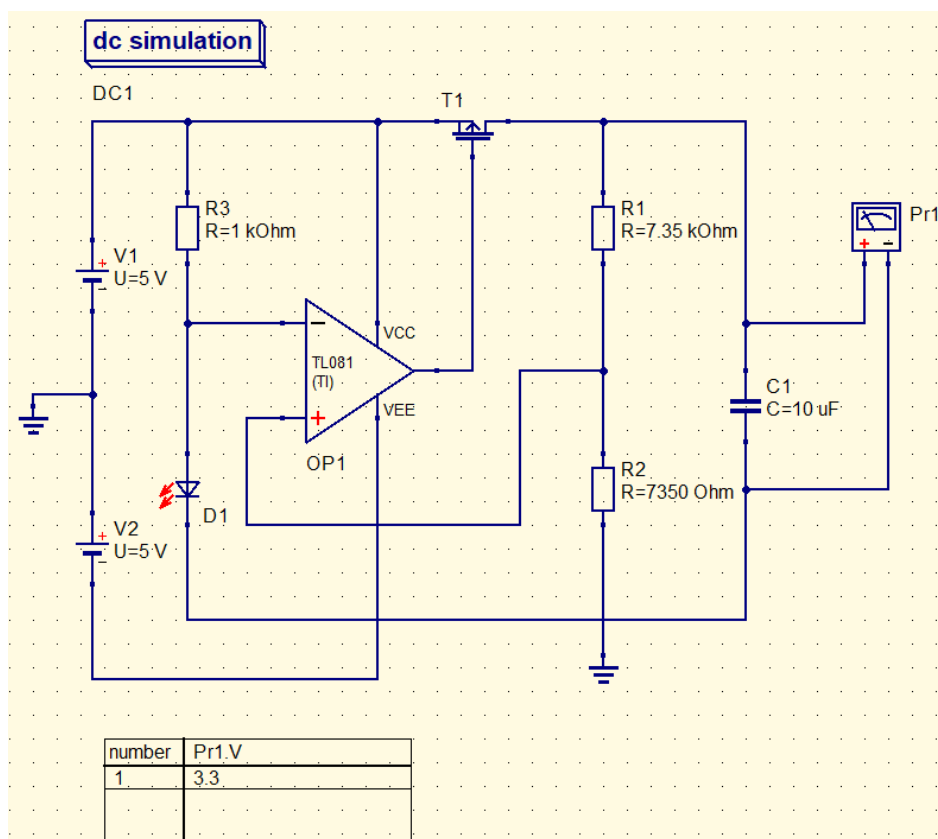 dc simulation
DC1
T1
R3
R=1 kOhm
R1
R=7.35 kOhm
Pr1
+ -
+
V1
U=5 V
-
-
VCC
TL081
(TI)
VEE
+
OP1
C1
C=10 uF
R2
R=7350 Ohm
D1
+
V2
U=5 V
-
number Pr1.V
1 3.3